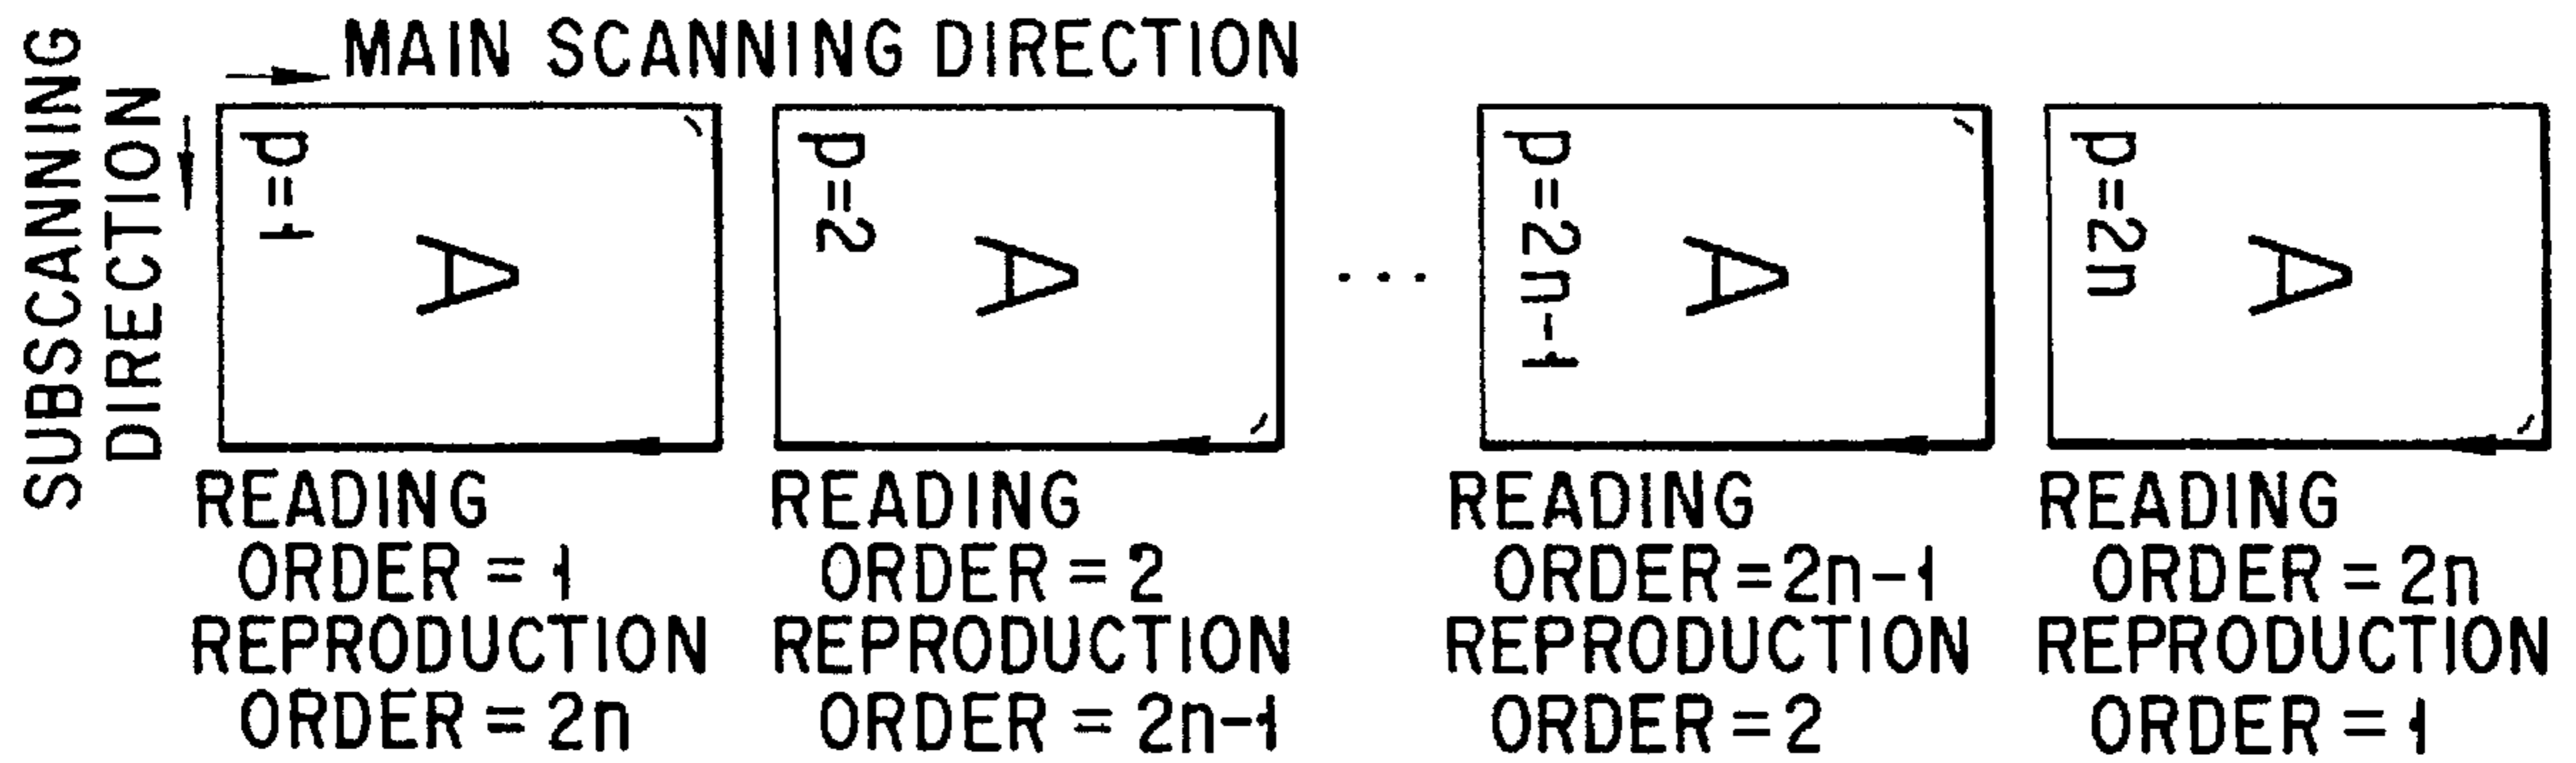 SUBSCANNING
DIRECTION
MAIN SCANNING DIRECTION
p=1
A
p=2
A
...
p=2n-1
A
p=2n
A
READING
ORDER = 1
REPRODUCTION
ORDER = 2n
READING
ORDER = 2
REPRODUCTION
ORDER = 2n-1
READING
ORDER = 2n-1
REPRODUCTION
ORDER = 2
READING
ORDER = 2n
REPRODUCTION
ORDER = 1